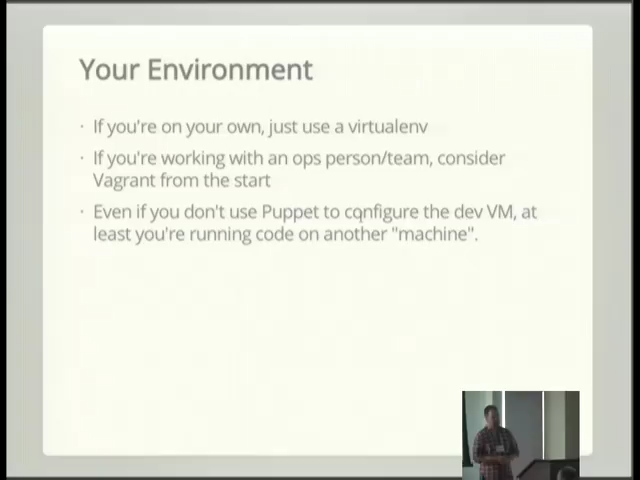 Your Environment
· If you're on your own, just use a virtualenv
· If you're working with an ops person/team, consider
Vagrant from the start
· Even if you don't use Puppet to configure the dev VM, at
least you're running code on another "machine".